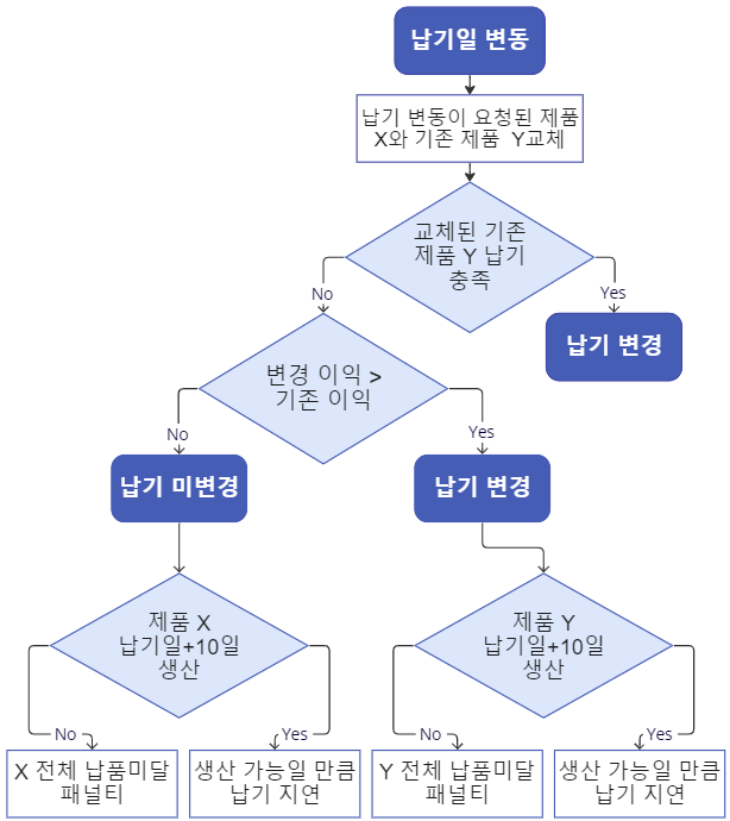 납기일 변동
납기 변동이 요청된 제품
X와 기존 제품 Y교체
교체된 기존
제품 Y 납기
충족
No
Yes
납기 변경
변경 이익 >
기존 이익
No
Yes
납기 미변경
납기 변경
제품 X
납기일+10일
생산
제품 Y
납기일+10일
생산
No
Yes
No
Yes
X 전체 납품미달
패널티
생산 가능일 만큼
납기 지연
Y 전체 납품미달
패널티
생산 가능일 만큼
납기 지연